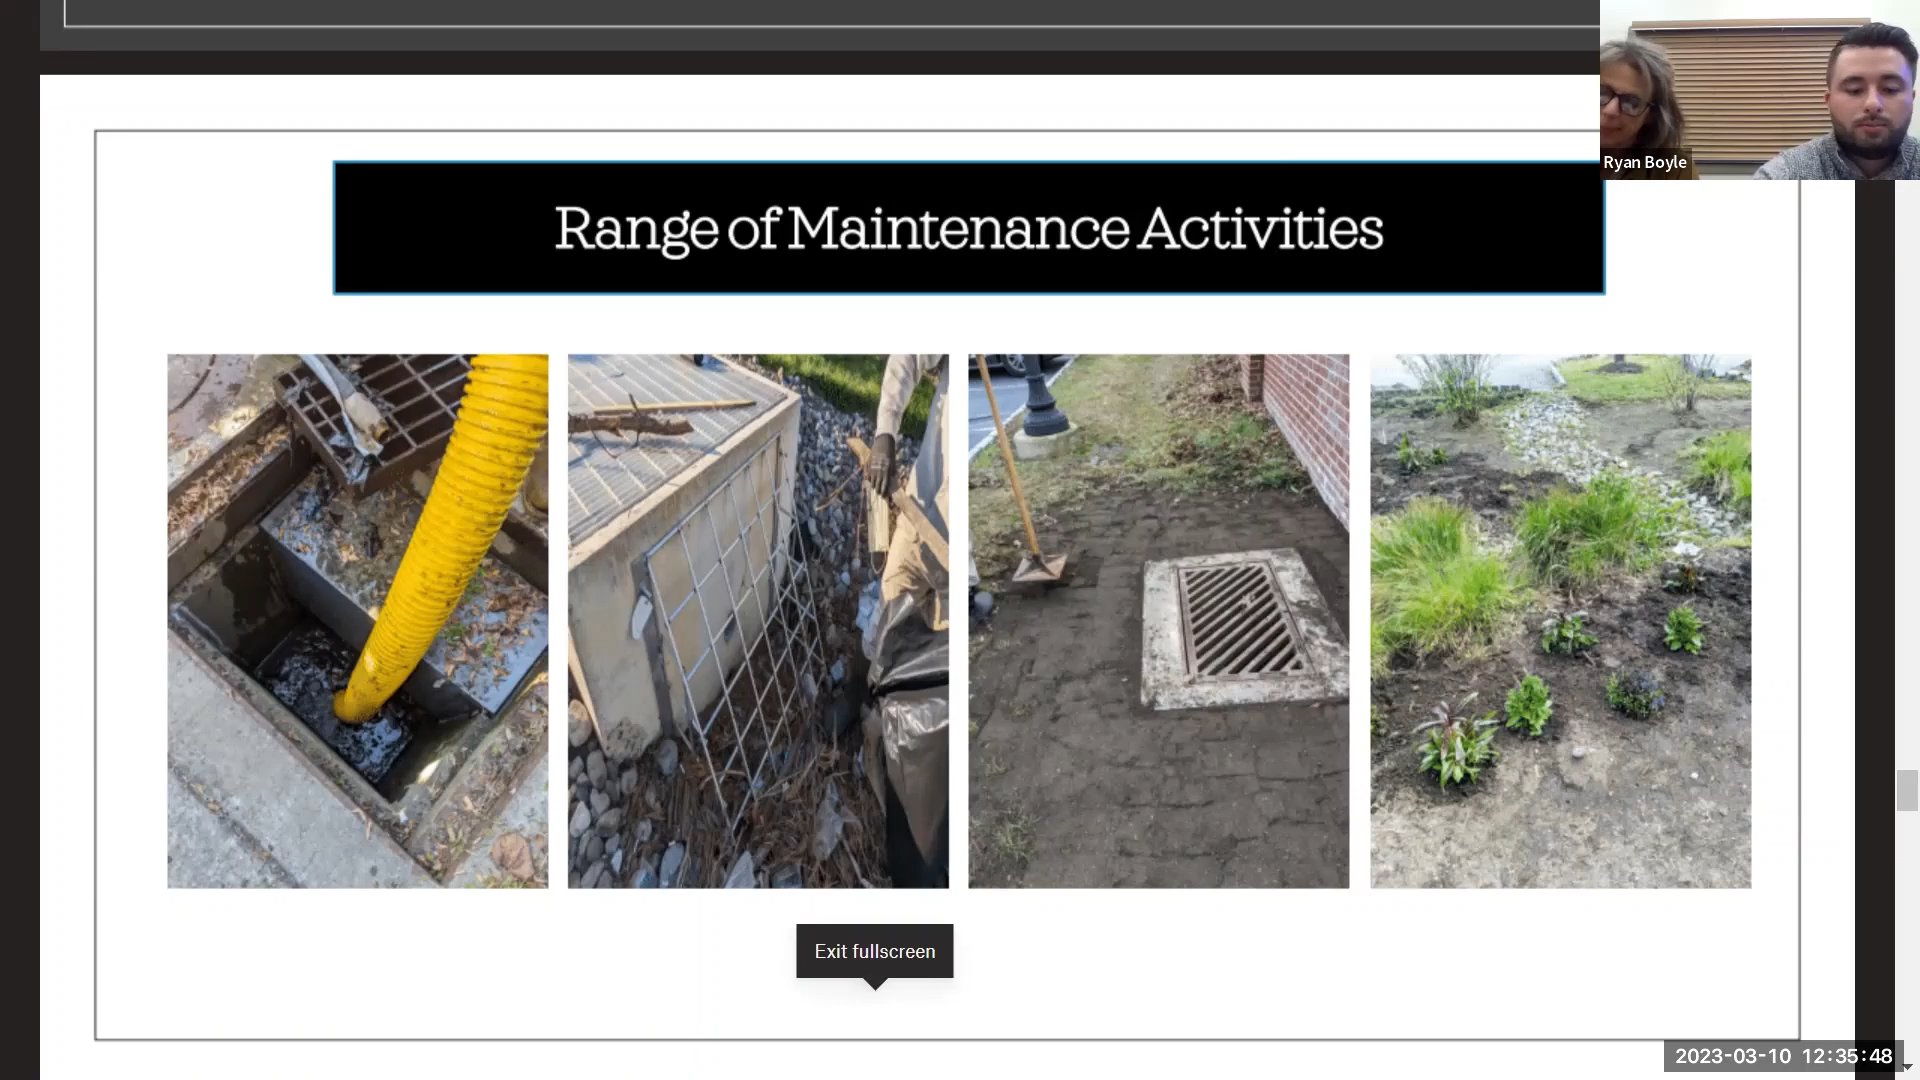 Ryan Boyle
Range of Maintenance Activities
Exit fullscreen
2023-03-10 12:35:48